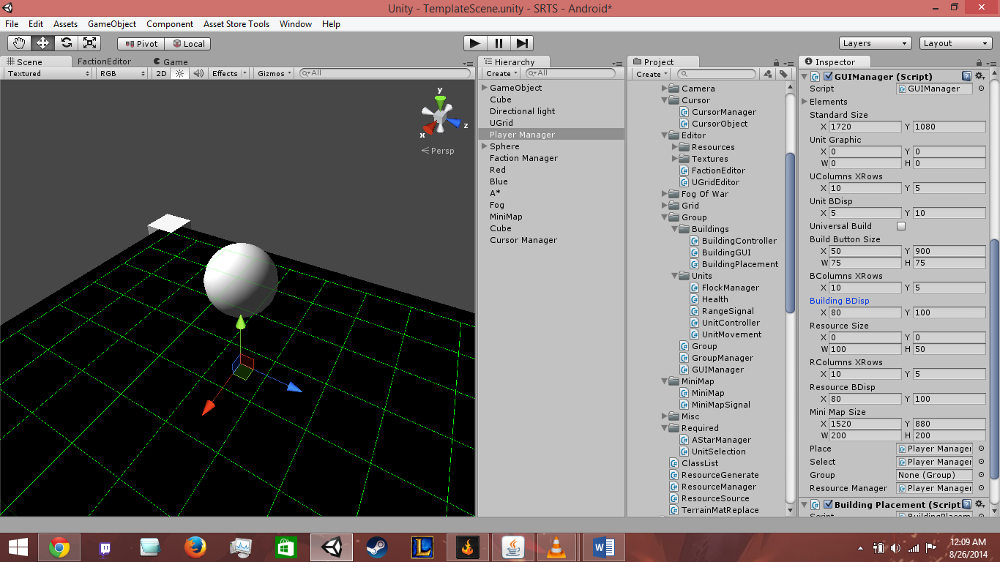 Unity - TemplateScene.unity - SRTS - Android*
File Edit Assets GameObject Component Asset Store Tools Window Help
Pivot Local Layers Layout
Scene FactionEditor Game
Textured RGB 2D Effects Gizmos All
y
x
z
Persp
Hierarchy
Create All
GameObject
Cube
Directional light
UGrid
Player Manager
Sphere
Faction Manager
Red
Blue
A*
Fog
MiniMap
Cube
Cursor Manager
Project
Create
Camera
Cursor
CursorManager
CursorObject
Editor
Resources
Textures
FactionEditor
UGridEditor
Fog Of War
Grid
Group
Buildings
BuildingController
BuildingGUI
BuildingPlacement
Units
FlockManager
Health
RangeSignal
UnitController
UnitMovement
Group
GroupManager
GUIManager
MiniMap
MiniMap
MiniMapSignal
Misc
Required
AStarManager
UnitSelection
ClassList
ResourceGenerate
ResourceManager
ResourceSource
TerrainMatReplace
Inspector
GUIManager (Script)
Script GUIManager
Elements
Standard Size
X 1720 Y 1080
Unit Graphic
X 0 Y 0
W 0 H 0
UColumns XRows
X 10 Y 5
Unit BDisp
X 5 Y 10
Universal Build
Build Button Size
X 50 Y 900
W 75 H 75
BColumns XRows
X 10 Y 5
Building BDisp
X 80 Y 100
Resource Size
X 0 Y 0
W 100 H 50
RColumns XRows
X 10 Y 5
Resource BDisp
X 80 Y 100
Mini Map Size
X 1520 Y 880
W 200 H 200
Place Player Manager
Select Player Manager
Group None (Group)
Resource Manager Player Manager
Building Placement (Script
Script BuildingPlacem
12:09 AM
8/26/2014